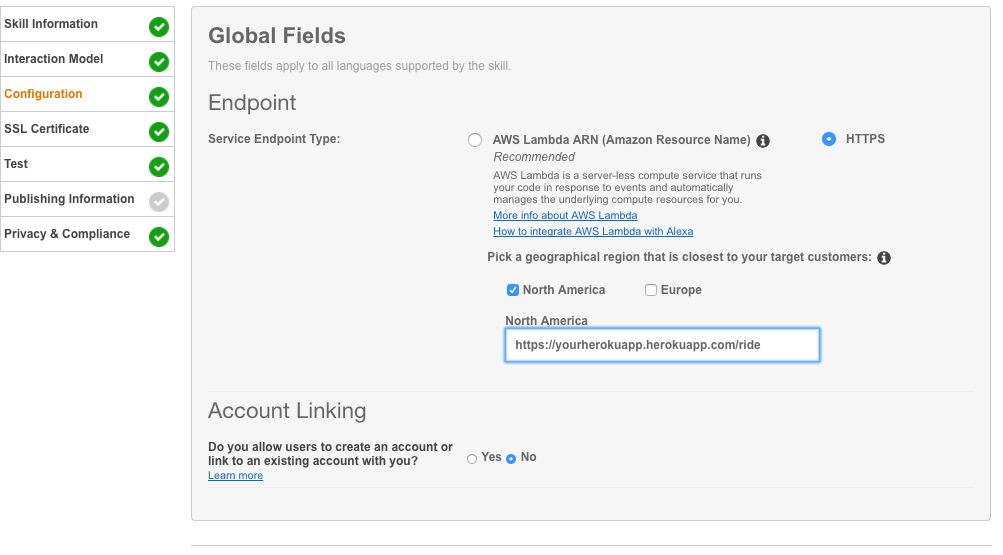 Skill Information
Interaction Model
Configuration
SSL Certificate
Test
Publishing Information
Privacy & Compliance
Global Fields
These fields apply to all languages supported by the skill.
Endpoint
Service Endpoint Type:
AWS Lambda ARN (Amazon Resource Name)
HTTPS
Recommended
AWS Lambda is a server-less compute service that runs
your code in response to events and automatically
manages the underlying compute resources for you.
More info about AWS Lambda
How to integrate AWS Lambda with Alexa
Pick a geographical region that is closest to your target customers:
North America
Europe
North America
https://yourherokuapp.herokuapp.com/ride
Account Linking
Do you allow users to create an account or
link to an existing account with you?
Yes
No
Learn more